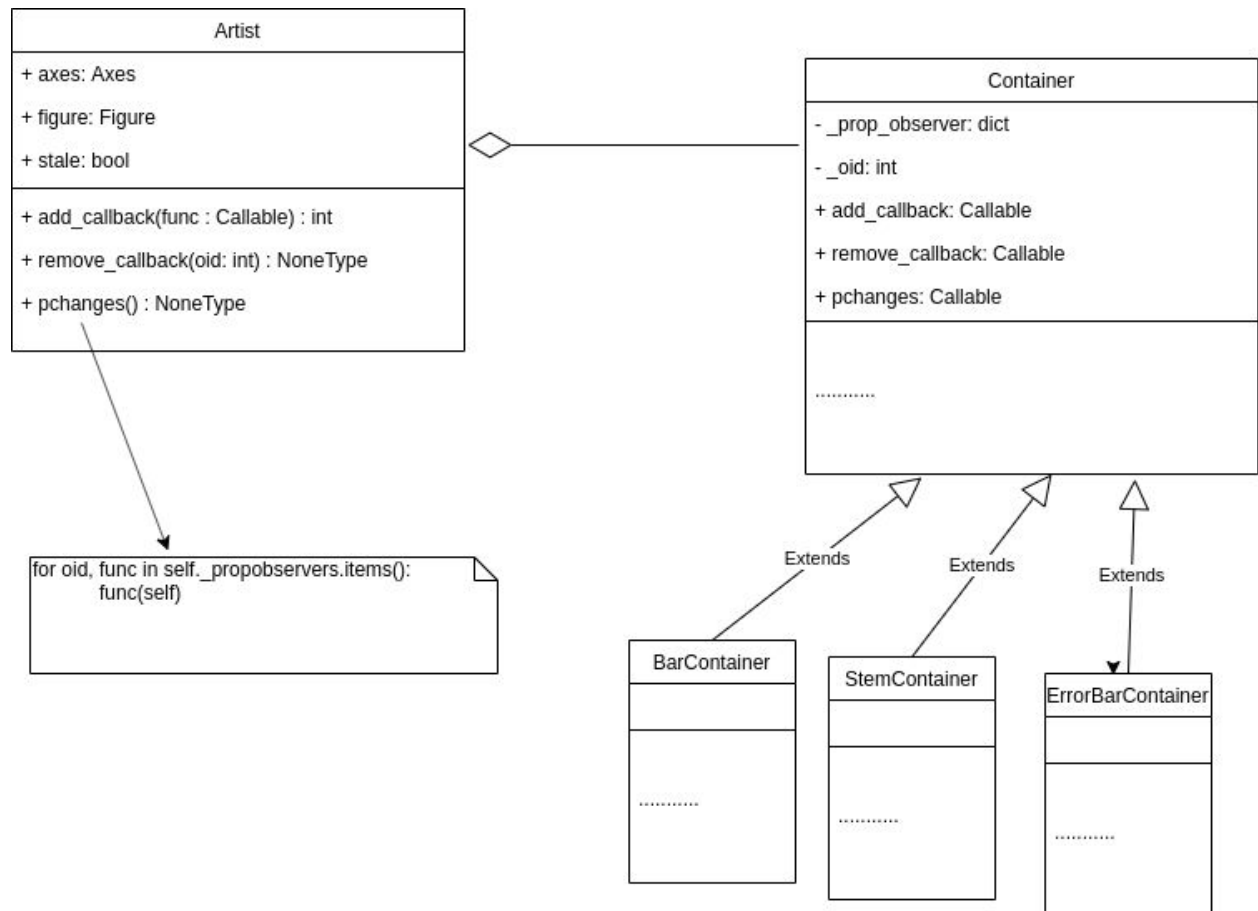 Artist
+ axes: Axes
+ figure: Figure
+ stale: bool
+ add_callback(func : Callable) : int
+ remove_callback(oid: int) : NoneType
+ pchanges() : NoneType
for oid, func in self._propobservers.items():
func(self)
Container
- _prop_observer: dict
- _oid: int
+ add_callback: Callable
+ remove_callback: Callable
+ pchanges: Callable
...........
Extends
Extends
Extends
BarContainer
...........
StemContainer
...........
ErrorBarContainer
...........